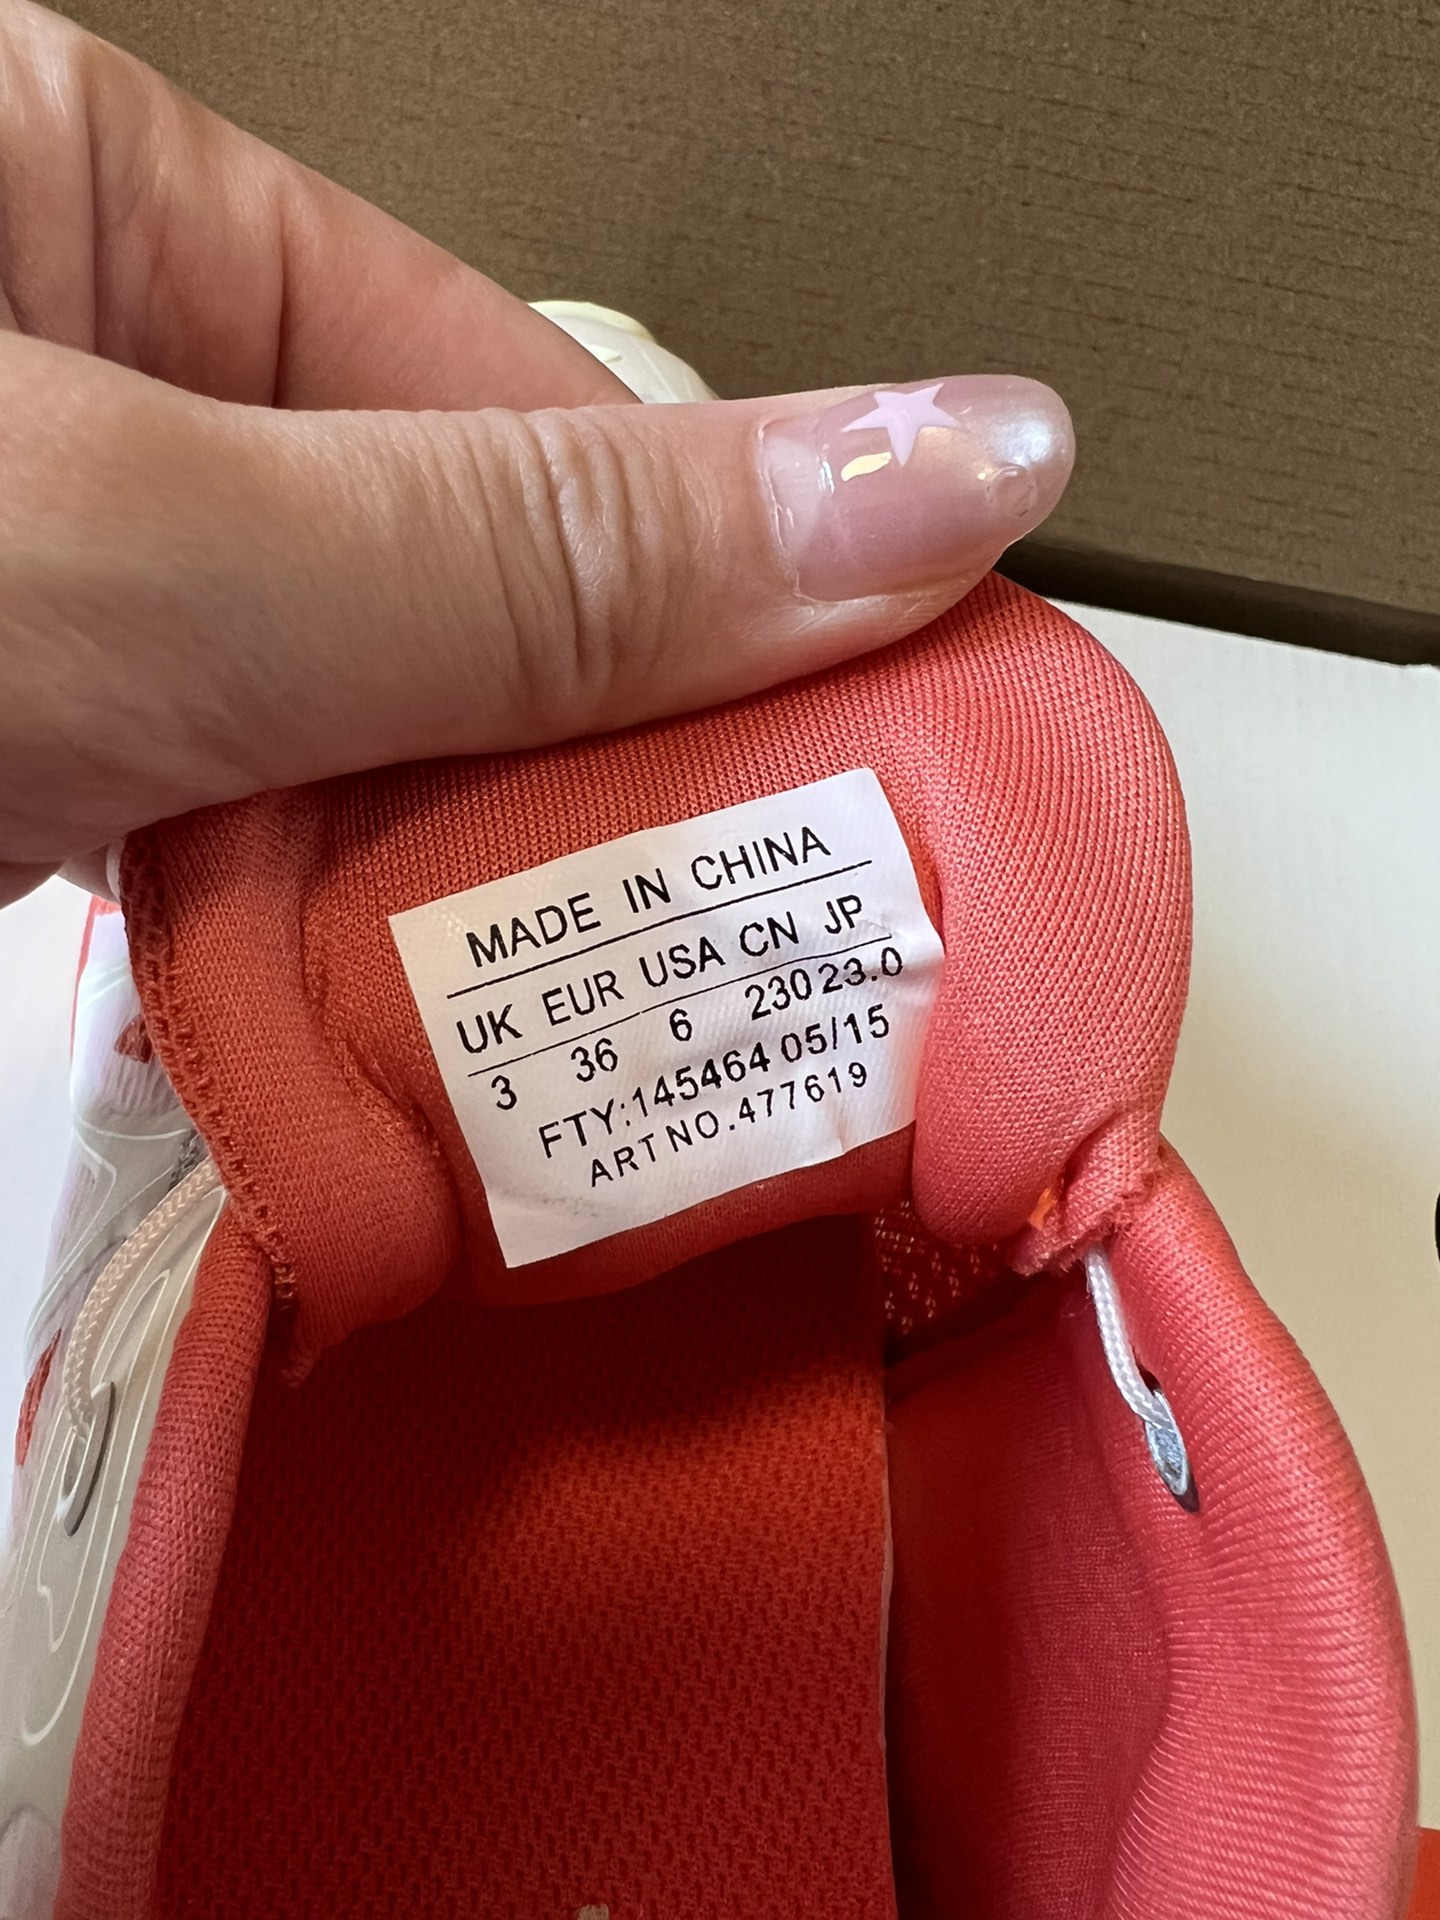 MADE IN CHINA
UK EUR USA CN JP
3 36 6 230 23.0
FTY:145464 05/15
ART NO.477619